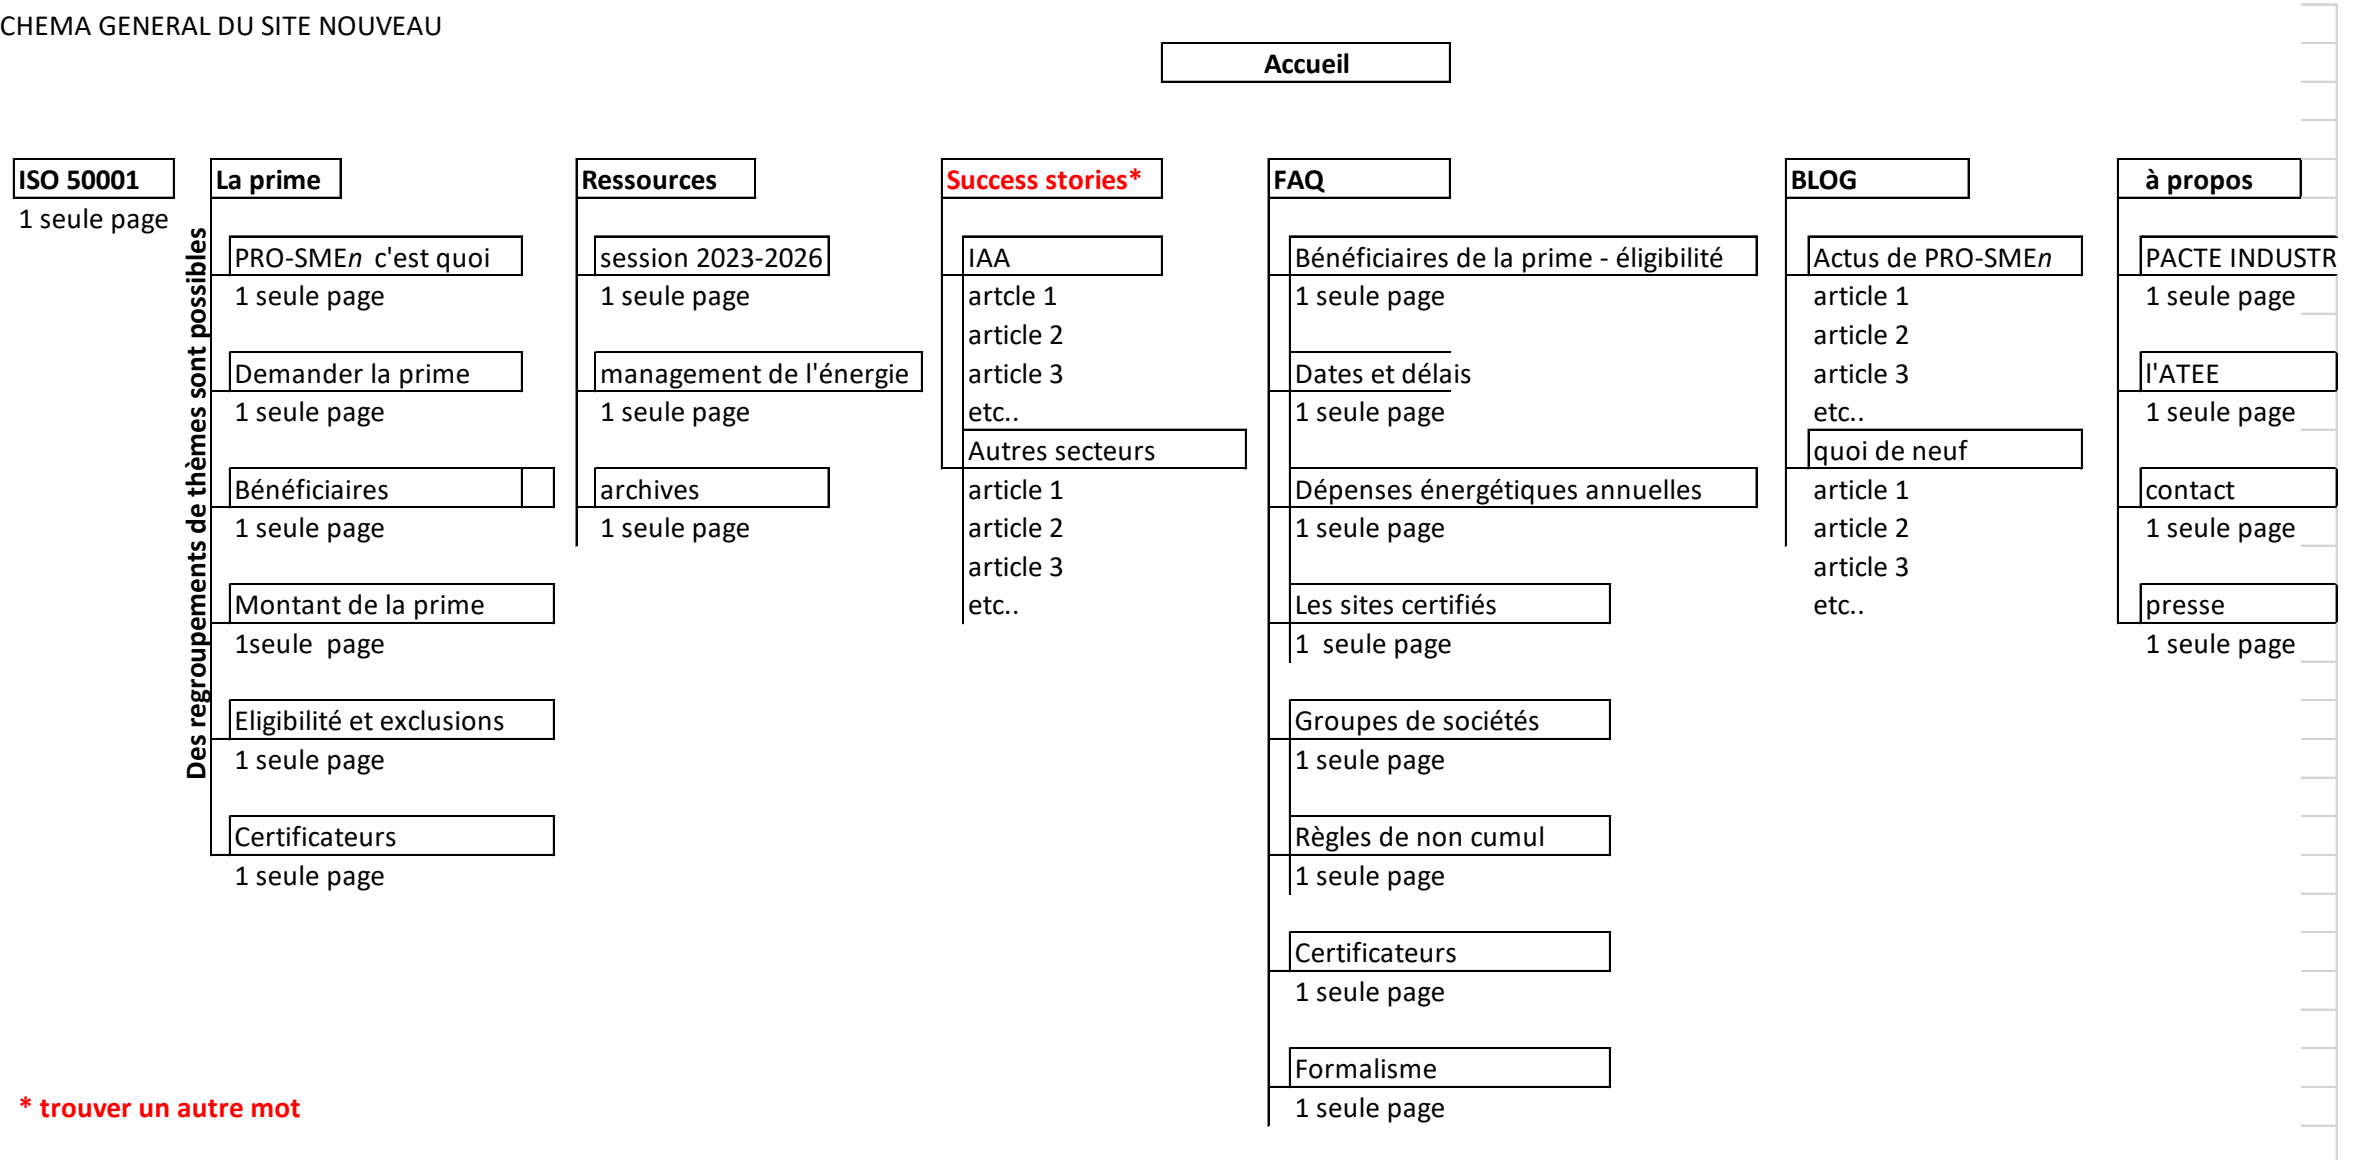 CHEMA GENERAL DU SITE NOUVEAU
Accueil
ISO 50001
1 seule page
Des regroupements de thèmes sont possibles
La prime
PRO-SMEn c'est quoi
1 seule page
Demander la prime
1 seule page
Bénéficiaires
1 seule page
Montant de la prime
1seule page
Eligibilité et exclusions
1 seule page
Certificateurs
1 seule page
Ressources
session 2023-2026
1 seule page
management de l'énergie
1 seule page
archives
1 seule page
Success stories*
IAA
artcle 1
article 2
article 3
etc..
Autres secteurs
article 1
article 2
article 3
etc..
FAQ
Bénéficiaires de la prime - éligibilité
1 seule page
Dates et délais
1 seule page
Dépenses énergétiques annuelles
1 seule page
Les sites certifiés
1 seule page
Groupes de sociétés
1 seule page
Règles de non cumul
1 seule page
Certificateurs
1 seule page
Formalisme
1 seule page
BLOG
Actus de PRO-SMEn
article 1
article 2
article 3
etc..
quoi de neuf
article 1
article 2
article 3
etc..
à propos
PACTE INDUSTR
1 seule page
l'ATEE
1 seule page
contact
1 seule page
presse
1 seule page
* trouver un autre mot